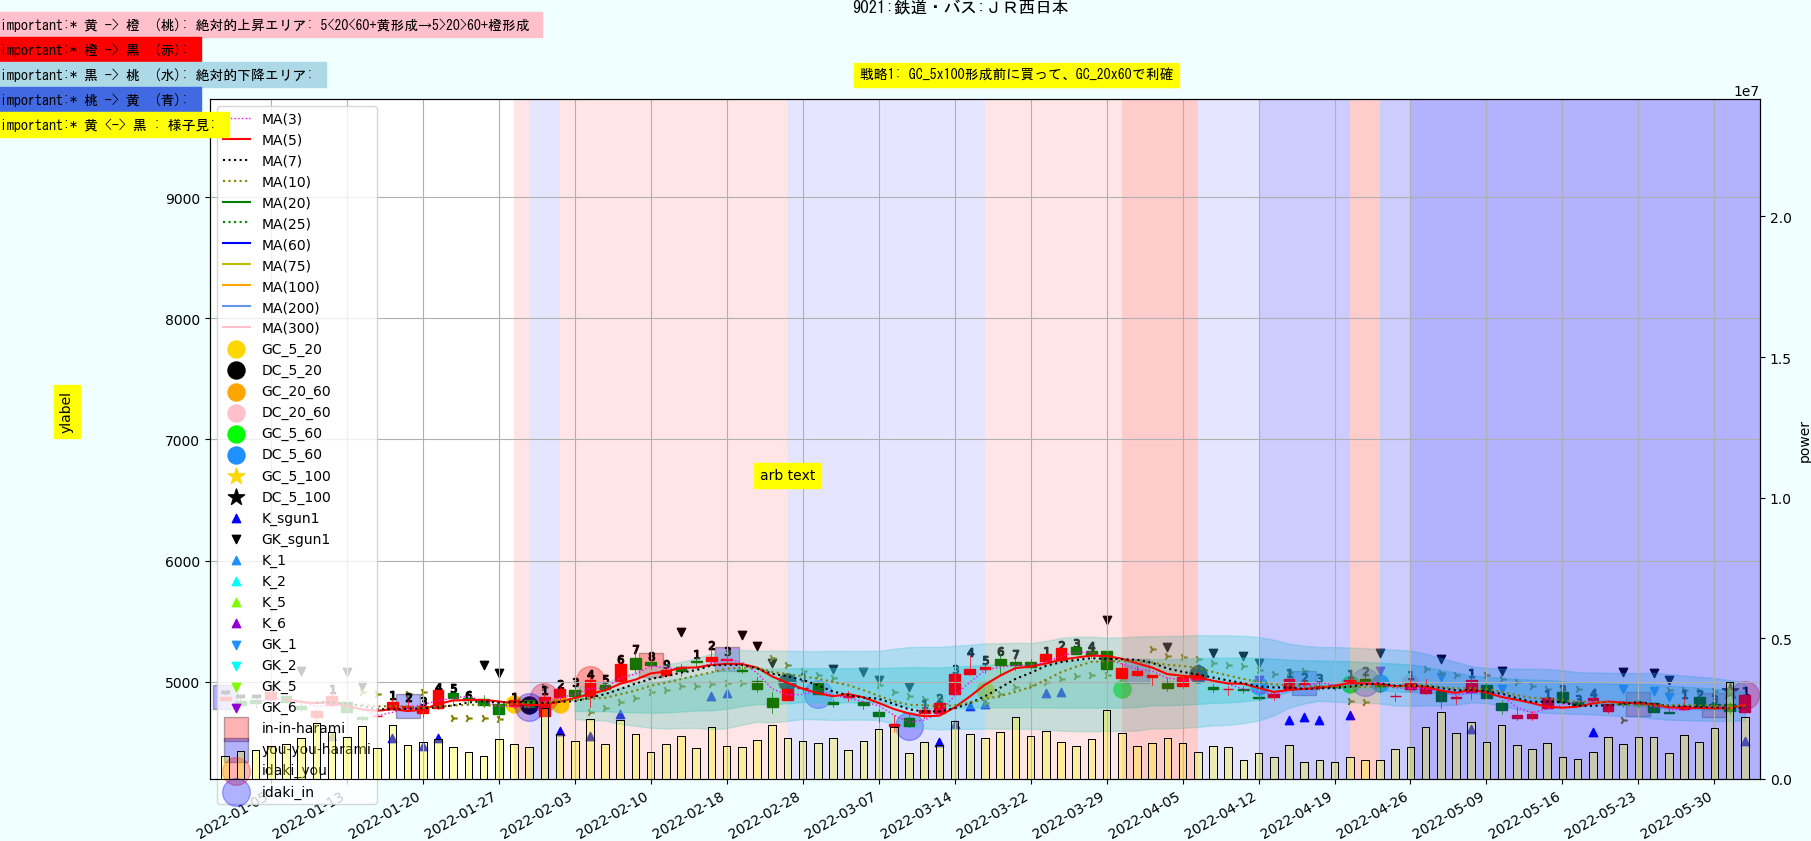 9021:鉄道・バス:ＪＲ西日本
important:* 黄 -> 橙 (桃): 絶対的上昇エリア: 5<20<60+黄形成→5>20>60+橙形成
important:* 橙 -> 黒 (赤):
important:* 黒 -> 桃 (水): 絶対的下降エリア:
戦略1: GC_5x100形成前に買って、GC_20x60で利確
important:* 桃 -> 黄 (青):
important:* 黄 <-> 黒 : 様子見:
1e7
MA(3)
MA(5)
MA(7)
MA(10)
MA(20)
MA(25)
MA(60)
MA(75)
MA(100)
MA(200)
MA(300)
GC_5_20
DC_5_20
GC_20_60
DC_20_60
GC_5_60
DC_5_60
GC_5_100
DC_5_100
K_sgun1
GK_sgun1
K_1
K_2
K_5
K_6
GK_1
GK_2
GK_5
GK_6
in-in-harami
you-you-harami
idaki_you
idaki_in
ylabel
9000
8000
7000
6000
5000
arb text
2.0
1.5
1.0
0.5
0.0
power
2022-01-05
2022-01-13
2022-01-20
2022-01-27
2022-02-03
2022-02-10
2022-02-18
2022-02-28
2022-03-07
2022-03-14
2022-03-22
2022-03-29
2022-04-05
2022-04-12
2022-04-19
2022-04-26
2022-05-09
2022-05-16
2022-05-23
2022-05-30